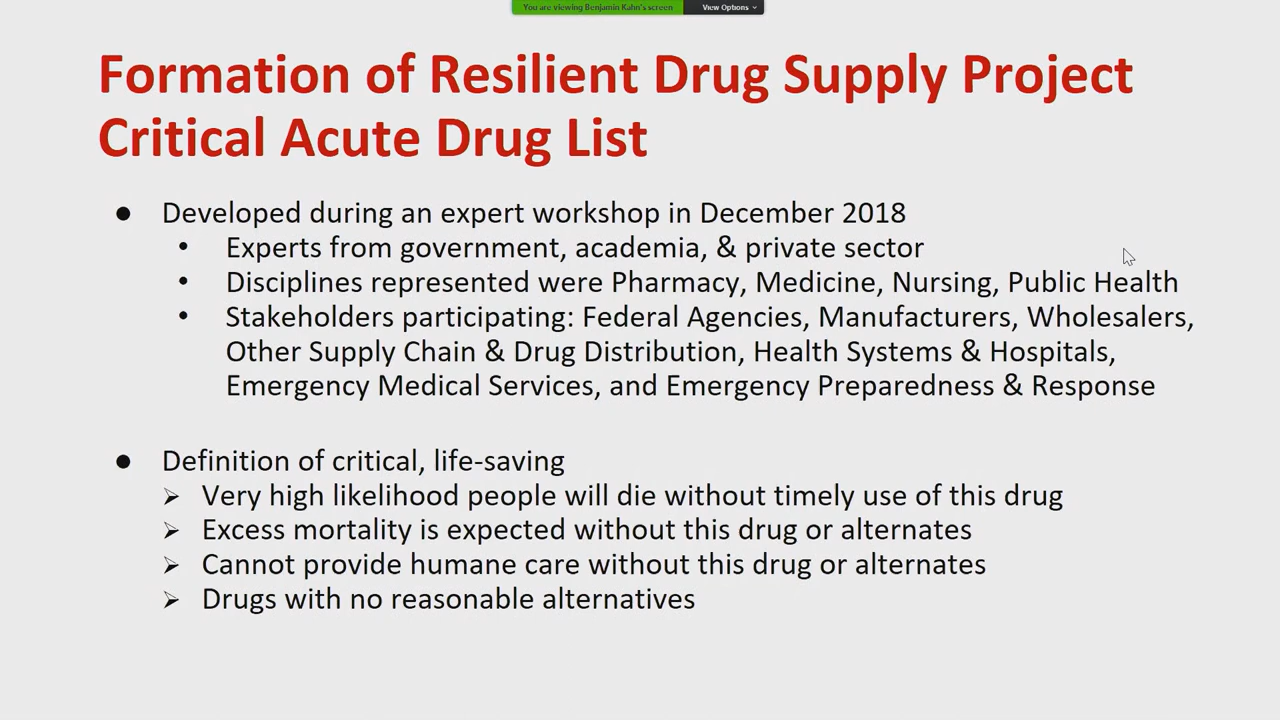 You are viewing Benjamin Kahn's screen
View Options
Formation of Resilient Drug Supply Project
Critical Acute Drug List
● Developed during an expert workshop in December 2018
• Experts from government, academia, & private sector
• Disciplines represented were Pharmacy, Medicine, Nursing, Public Health
• Stakeholders participating: Federal Agencies, Manufacturers, Wholesalers,
Other Supply Chain & Drug Distribution, Health Systems & Hospitals,
Emergency Medical Services, and Emergency Preparedness & Response
● Definition of critical, life-saving
➢ Very high likelihood people will die without timely use of this drug
➢ Excess mortality is expected without this drug or alternates
➢ Cannot provide humane care without this drug or alternates
➢ Drugs with no reasonable alternatives